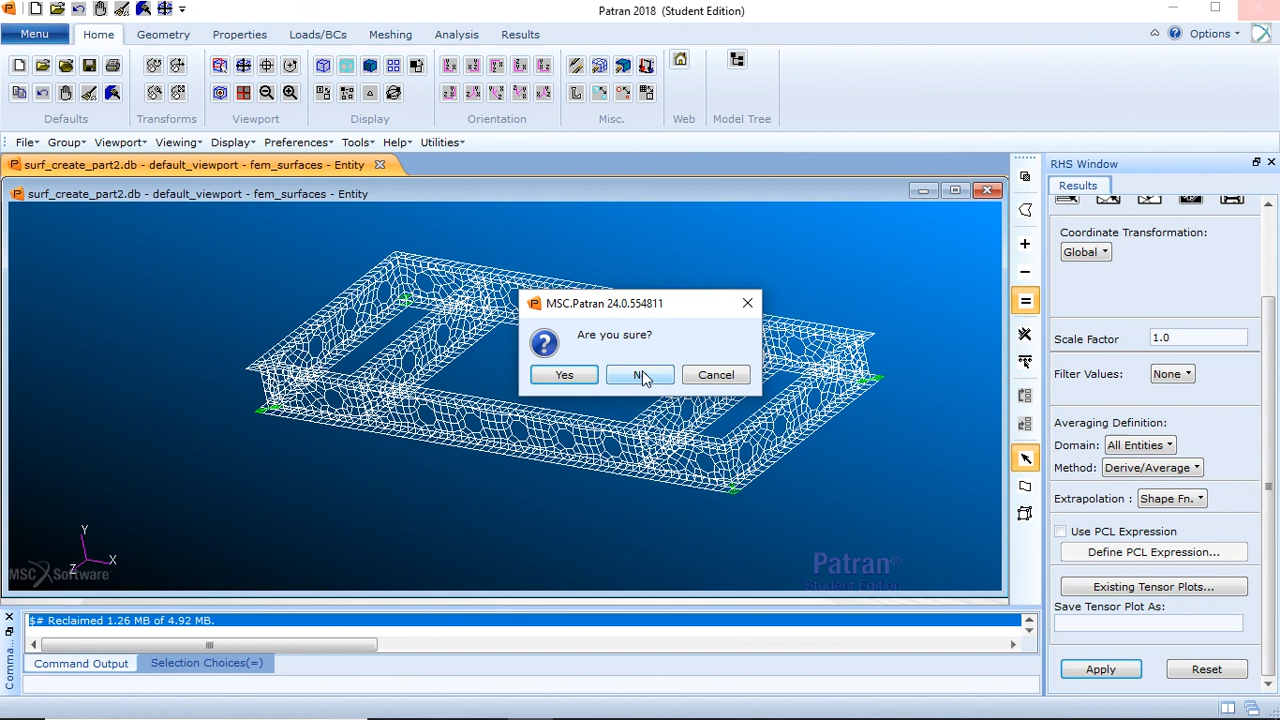 Patran 2018 (Student Edition)
Menu
Home
Geometry
Properties
Loads/BCs
Meshing
Analysis
Results
Options
Defaults
Transforms
Viewport
Display
Orientation
Misc.
Web
Model Tree
File
Group
Viewport
Viewing
Display
Preferences
Tools
Help
Utilities
surf_create_part2.db - default_viewport - fem_surfaces - Entity
surf_create_part2.db - default_viewport - fem_surfaces - Entity
MSC.Patran 24.0.554811
Are you sure?
Yes
Cancel
Y
X
Z
MSC Software
Patran©
Student Edition
RHS Window
Results
Coordinate Transformation:
Global
Scale Factor 1.0
Filter Values: None
Averaging Definition:
Domain: All Entities
Method: Derive/Average
Extrapolation : Shape Fn.
Use PCL Expression
Define PCL Expression...
Existing Tensor Plots...
Save Tensor Plot As:
Apply
Reset
$# Reclaimed 1.26 MB of 4.92 MB.
Command Output
Selection Choices(=)
Comma...